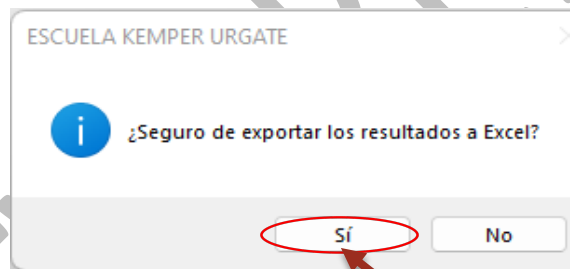 ESCUELA KEMPER URGATE
¿Seguro de exportar los resultados a Excel?
Sí
No